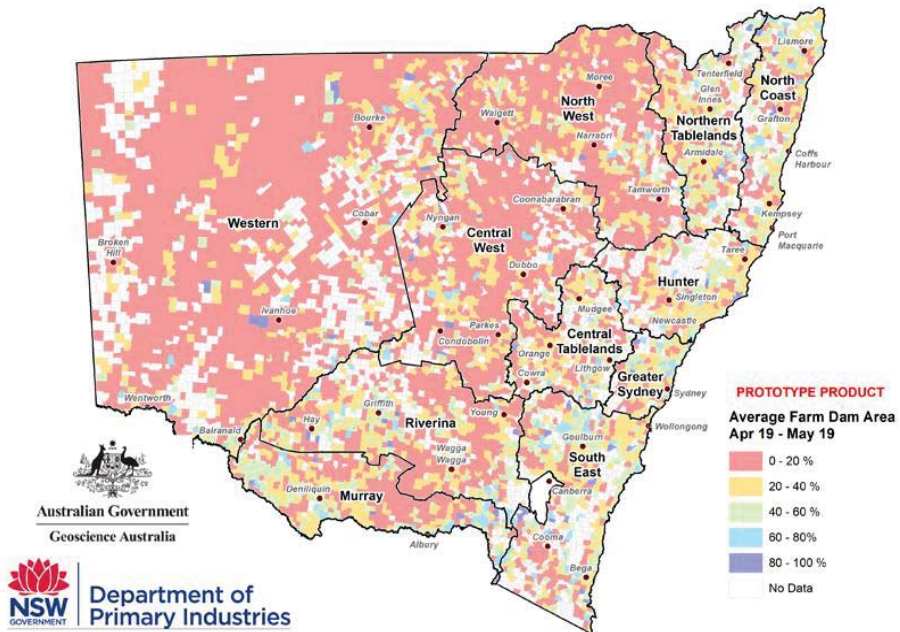 Lismore
Tenterfield
North
Coast
Moree
Glen
Innes
Bourke
Walgett
North
West
Northern
Tablelands
Grafton
Narrabri
Armidale
Coffs
Harbour
Tamworth
Coonabarabran
Western
Cobar
Nyngan
Kempsey
Central
West
Port
Macquarie
Broken
Hill
Taree
Dubbo
Hunter
Mudgee
Singleton
Ivanhoe
Newcastle
Parkes
Central
Tablelands
Condobolin
Orange
Lithgow
Cowra
Greater
Sydney
Sydney
Wentworth
Griffith
Young
Hay
Riverina
Wollongong
Balranald
Goulburn
Wagga
Wagga
South
East
Deniliquin
Murray
Canberra
Albury
Cooma
Bega
PROTOTYPE PRODUCT
Average Farm Dam Area
Apr 19 - May 19
0 - 20 %
20 - 40 %
40 - 60 %
60 - 80%
80 - 100 %
No Data
Australian Government
Geoscience Australia
NSW
GOVERNMENT
Department of
Primary Industries